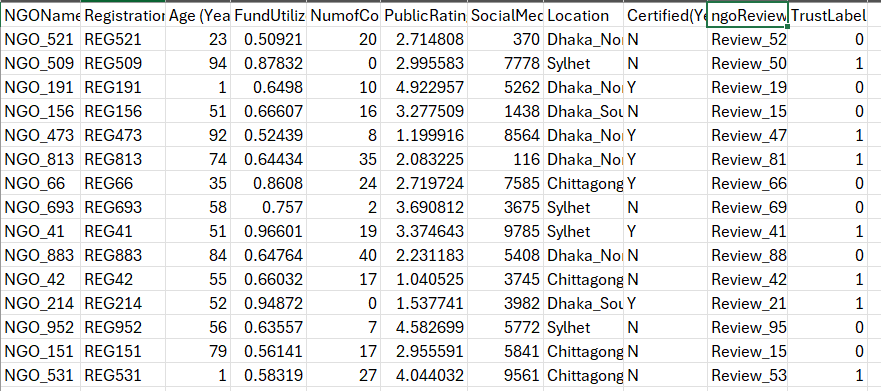 NGOName Registration Age (Yea FundUtiliz NumofCo PublicRatin SocialMed Location Certified(Ye ngoReview TrustLabel
NGO_521 REG521 23 0.50921 20 2.714808 370 Dhaka_Nor N Review_52 0
NGO_509 REG509 94 0.87832 0 2.995583 7778 Sylhet N Review_50 1
NGO_191 REG191 1 0.6498 10 4.922957 5262 Dhaka_Nor Y Review_19 0
NGO_156 REG156 51 0.66607 16 3.277509 1438 Dhaka_Sou N Review_15 0
NGO_473 REG473 92 0.52439 8 1.199916 8564 Dhaka_Nor Y Review_47 1
NGO_813 REG813 74 0.64434 35 2.083225 116 Dhaka_Nor Y Review_81 1
NGO_66 REG66 35 0.8608 24 2.719724 7585 Chittagong Y Review_66 0
NGO_693 REG693 58 0.757 2 3.690812 3675 Sylhet N Review_69 0
NGO_41 REG41 51 0.96601 19 3.374643 9785 Sylhet Y Review_41 1
NGO_883 REG883 84 0.64764 40 2.231183 5408 Dhaka_Nor N Review_88 0
NGO_42 REG42 55 0.66032 17 1.040525 3745 Chittagong N Review_42 1
NGO_214 REG214 52 0.94872 0 1.537741 3982 Dhaka_Sou Y Review_21 1
NGO_952 REG952 56 0.63557 7 4.582699 5772 Sylhet N Review_95 0
NGO_151 REG151 79 0.56141 17 2.955591 5841 Chittagong N Review_15 0
NGO_531 REG531 1 0.58319 27 4.044032 9561 Chittagong N Review_53 1